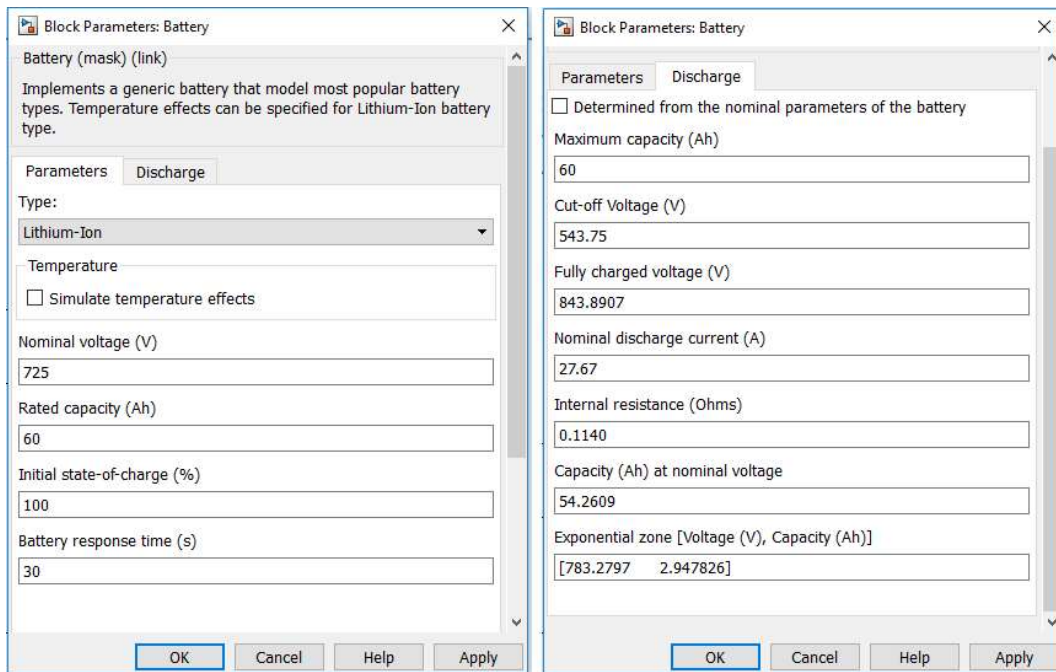 Block Parameters: Battery
Battery (mask) (link)
Implements a generic battery that model most popular battery
types. Temperature effects can be specified for Lithium-Ion battery
type.
Parameters Discharge
Type:
Lithium-Ion
Temperature
Simulate temperature effects
Nominal voltage (V)
725
Rated capacity (Ah)
60
Initial state-of-charge (%)
100
Battery response time (s)
30
OK Cancel Help Apply
Block Parameters: Battery
Parameters Discharge
Determined from the nominal parameters of the battery
Maximum capacity (Ah)
60
Cut-off Voltage (V)
543.75
Fully charged voltage (V)
843.8907
Nominal discharge current (A)
27.67
Internal resistance (Ohms)
0.1140
Capacity (Ah) at nominal voltage
54.2609
Exponential zone [Voltage (V), Capacity (Ah)]
[783.2797 2.947826]
OK Cancel Help Apply